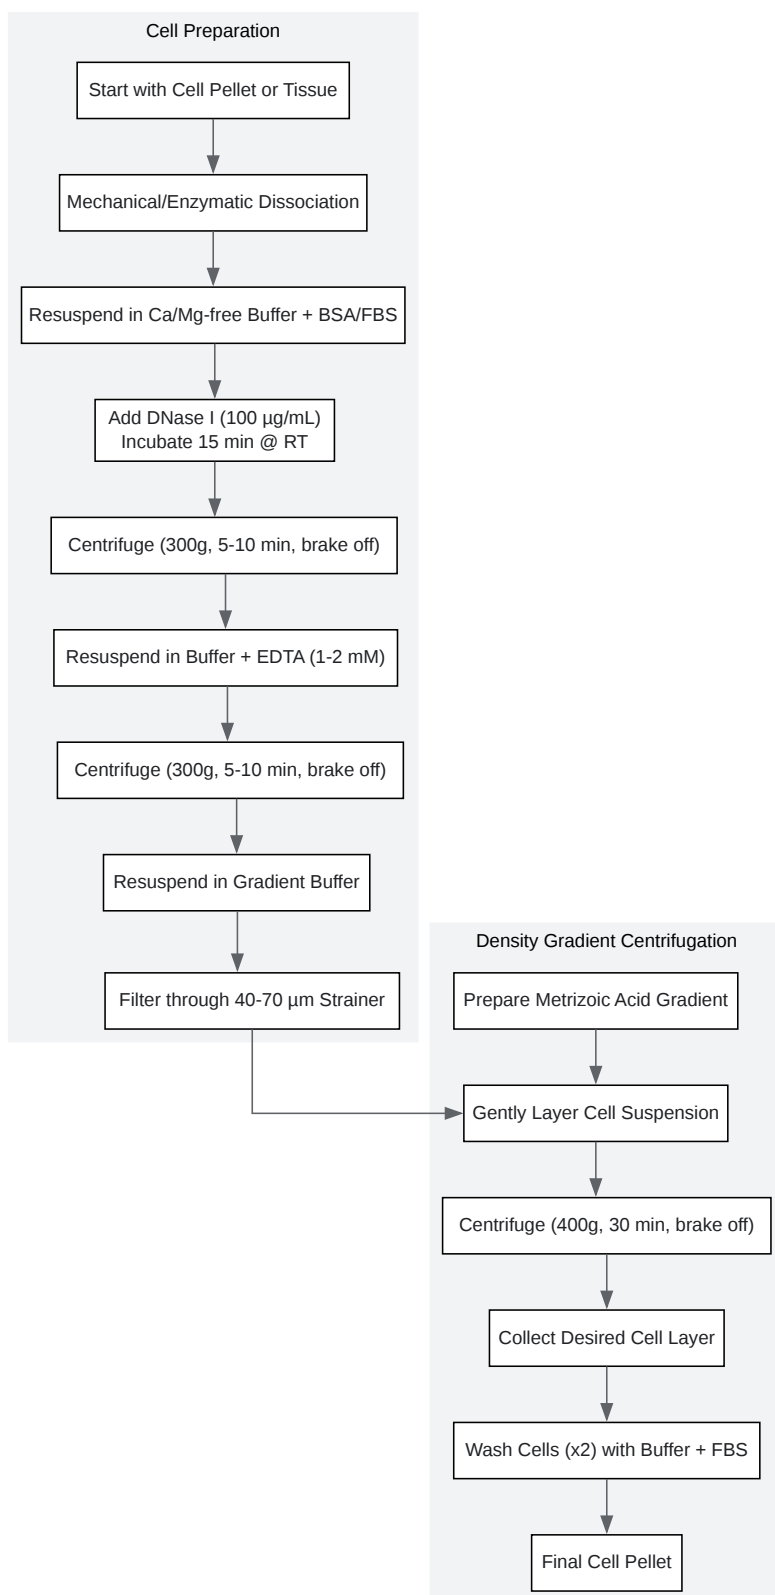 Cell Preparation
Start with Cell Pellet or Tissue
Mechanical/Enzymatic Dissociation
Resuspend in Ca/Mg-free Buffer + BSA/FBS
Add DNase I (100 µg/mL)
Incubate 15 min @ RT
Centrifuge (300g, 5-10 min, brake off)
Resuspend in Buffer + EDTA (1-2 mM)
Centrifuge (300g, 5-10 min, brake off)
Resuspend in Gradient Buffer
Filter through 40-70 µm Strainer
Density Gradient Centrifugation
Prepare Metrizoic Acid Gradient
Gently Layer Cell Suspension
Centrifuge (400g, 30 min, brake off)
Collect Desired Cell Layer
Wash Cells (x2) with Buffer + FBS
Final Cell Pellet